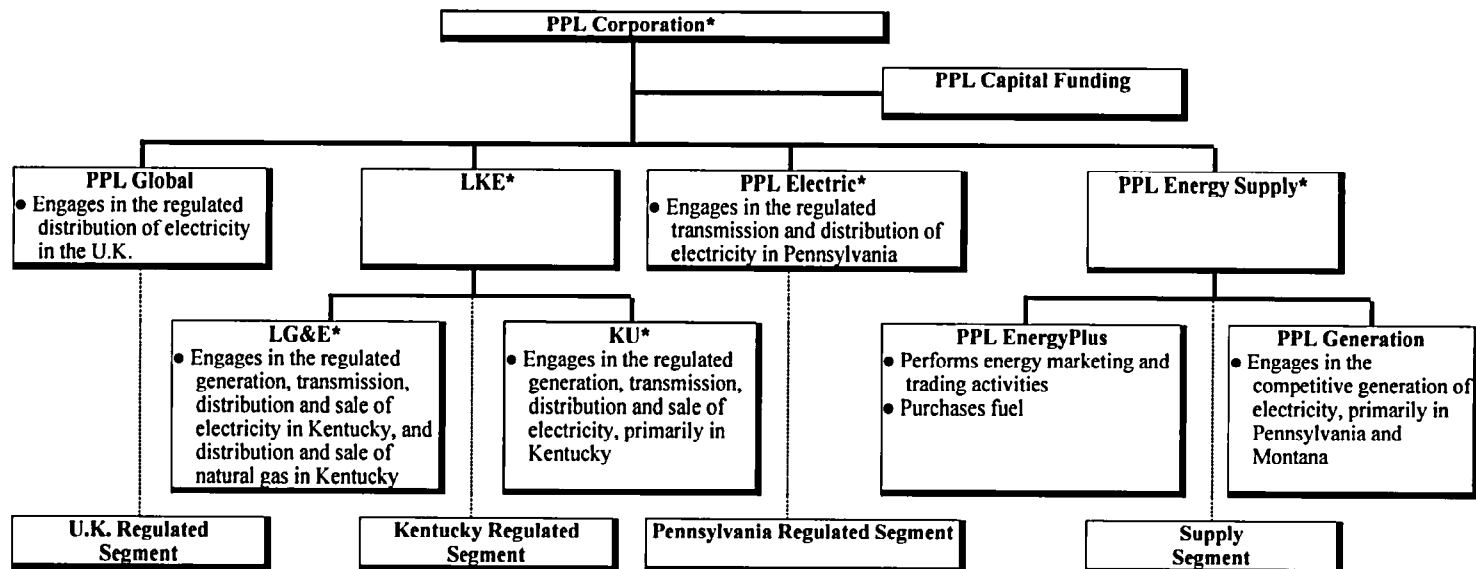 PPL Corporation*
PPL Capital Funding
PPL Global
● Engages in the regulated
distribution of electricity
in the U.K.
LKE*
PPL Electric*
● Engages in the regulated
transmission and distribution of
electricity in Pennsylvania
PPL Energy Supply*
LG&E*
● Engages in the regulated
generation, transmission,
distribution and sale of
electricity in Kentucky, and
distribution and sale of
natural gas in Kentucky
KU*
● Engages in the regulated
generation, transmission,
distribution and sale of
electricity, primarily in
Kentucky
PPL EnergyPlus
● Performs energy marketing and
trading activities
● Purchases fuel
PPL Generation
● Engages in the
competitive generation of
electricity, primarily in
Pennsylvania and
Montana
U.K. Regulated
Segment
Kentucky Regulated
Segment
Pennsylvania Regulated Segment
Supply
Segment